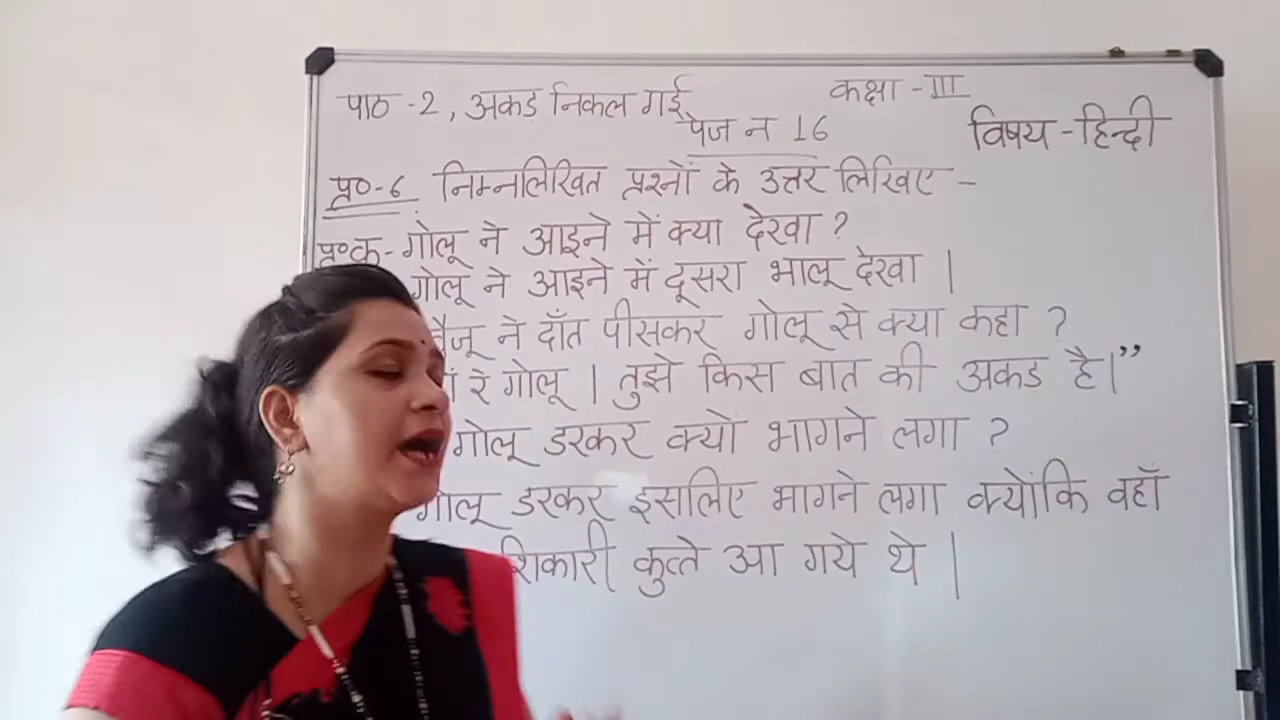 पाठ -2, अकड निकल गई
कक्षा - III
पेज न. 16
विषय - हिन्दी
प्र०-6 निम्नलिखित प्रश्नों के उत्तर लिखिए -
प्र०क- गोलू ने आइने में क्या देखा ?
गोलू ने आइने में दूसरा भालू देखा |
बैजू ने दाँत पीसकर गोलू से क्या कहा ?
रे गोलू | तुझे किस बात की अकड है|”
गोलू डरकर क्यो भागने लगा ?
गोलू डरकर इसलिए भागने लगा क्योंकि वहाँ
शिकारी कुत्ते आ गये थे |